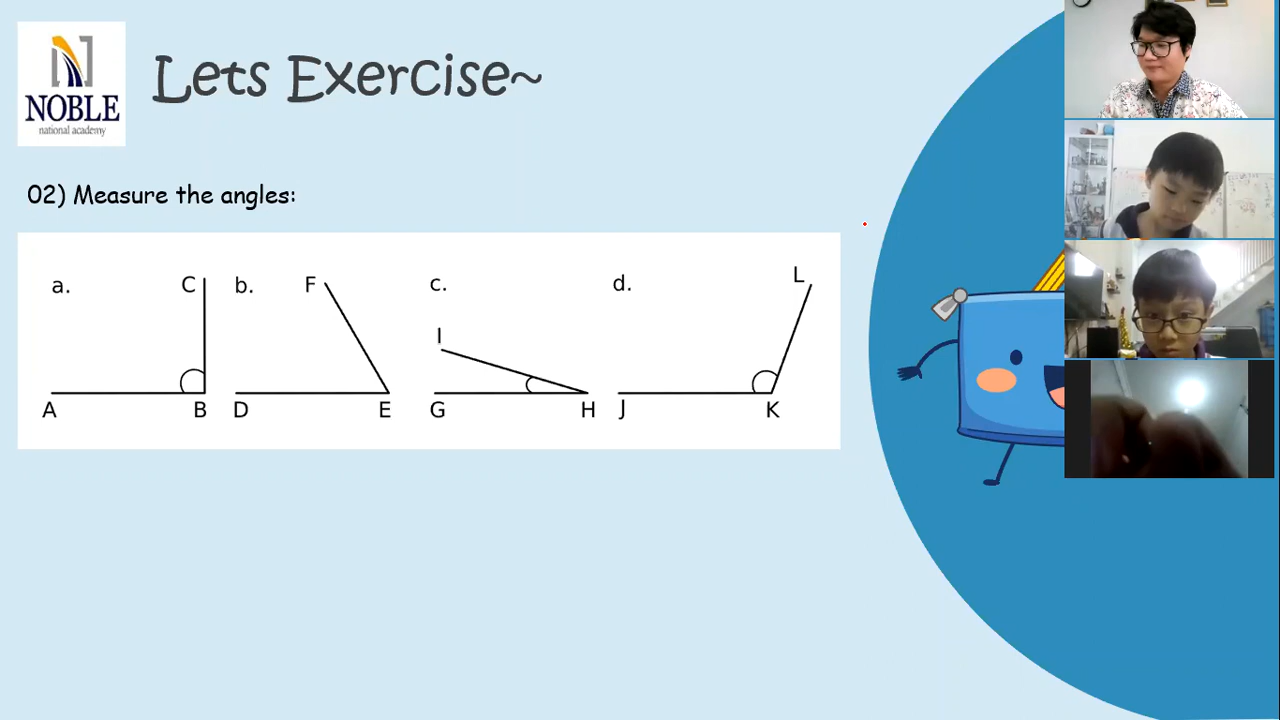 NOBLE
national academy
Lets Exercise~
02) Measure the angles:
a. C b. F c. d. L
I
A B D E G H J K